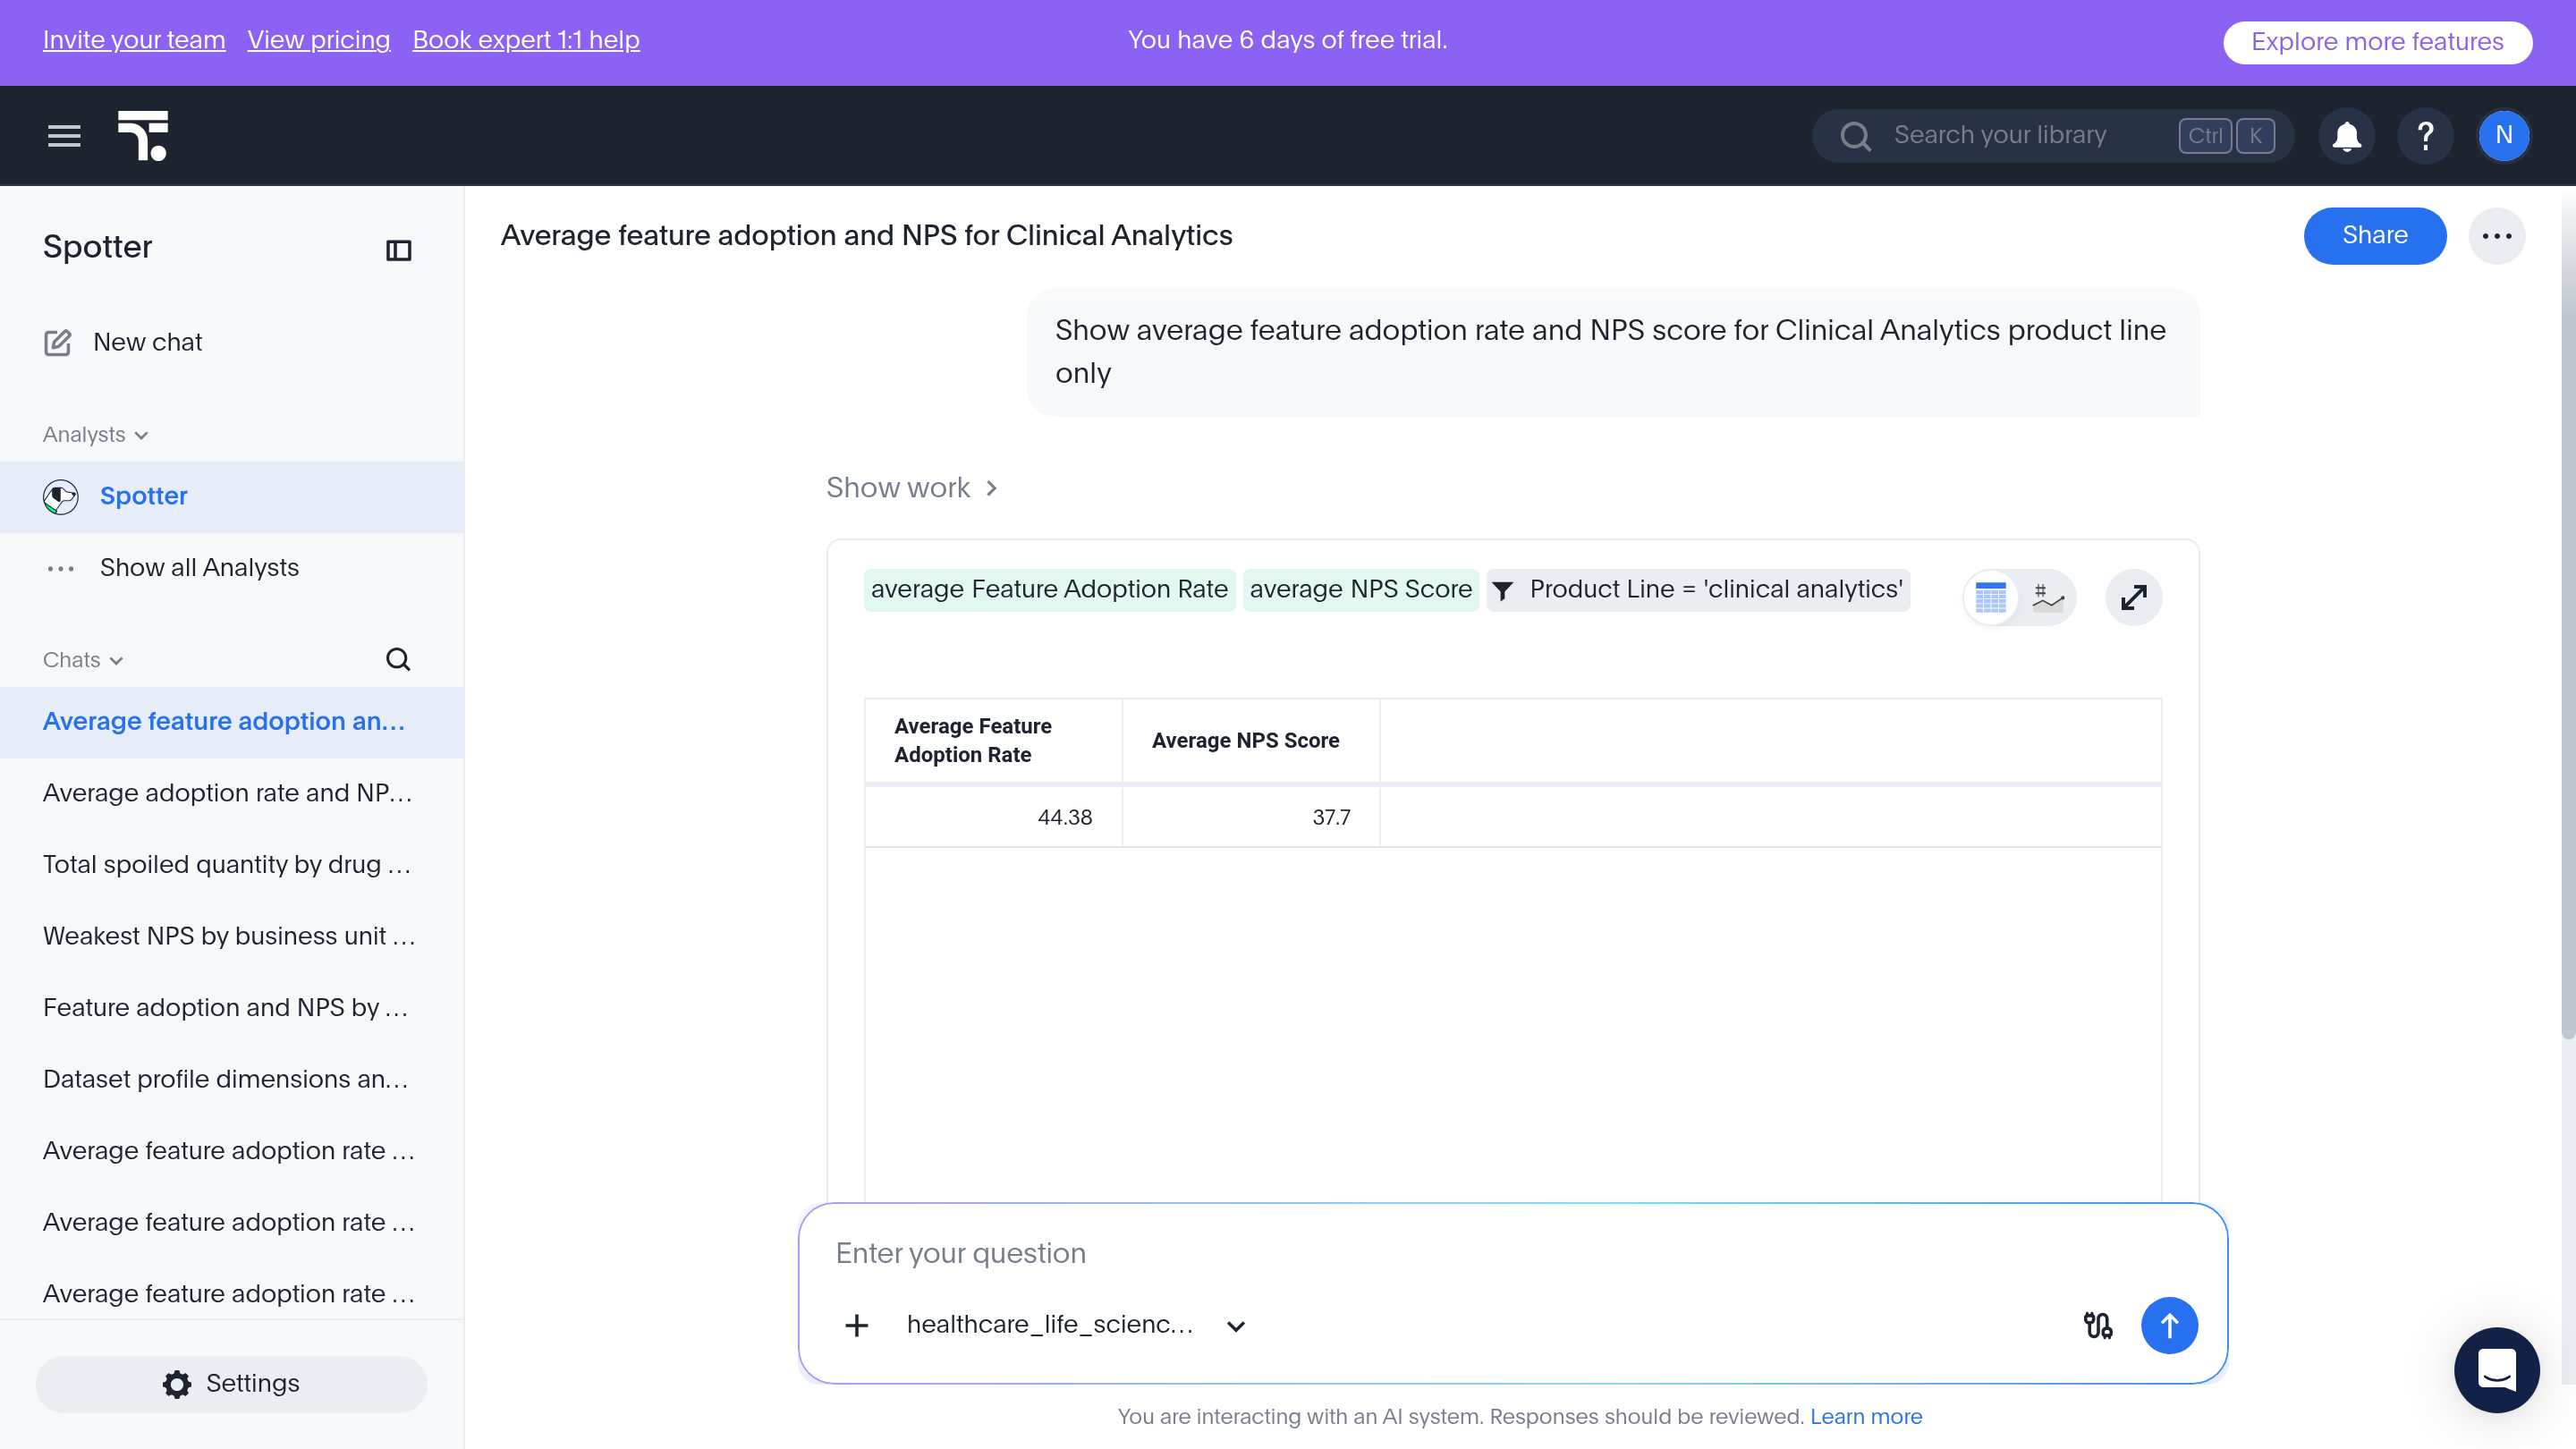 Invite your team View pricing Book expert 1:1 help
You have 6 days of free trial.
Explore more features
Search your library Ctrl K
?
N
Spotter
New chat
Analysts
Spotter
Show all Analysts
Chats
Average feature adoption an...
Average adoption rate and NP...
Total spoiled quantity by drug ...
Weakest NPS by business unit ...
Feature adoption and NPS by ...
Dataset profile dimensions an...
Average feature adoption rate ...
Average feature adoption rate ...
Average feature adoption rate ...
Settings
Average feature adoption and NPS for Clinical Analytics
Share
Show average feature adoption rate and NPS score for Clinical Analytics product line
only
Show work
average Feature Adoption Rate average NPS Score Product Line = 'clinical analytics'
#
Average Feature
Adoption Rate
Average NPS Score
44.38 37.7
Enter your question
healthcare_life_scienc...
You are interacting with an AI system. Responses should be reviewed. Learn more